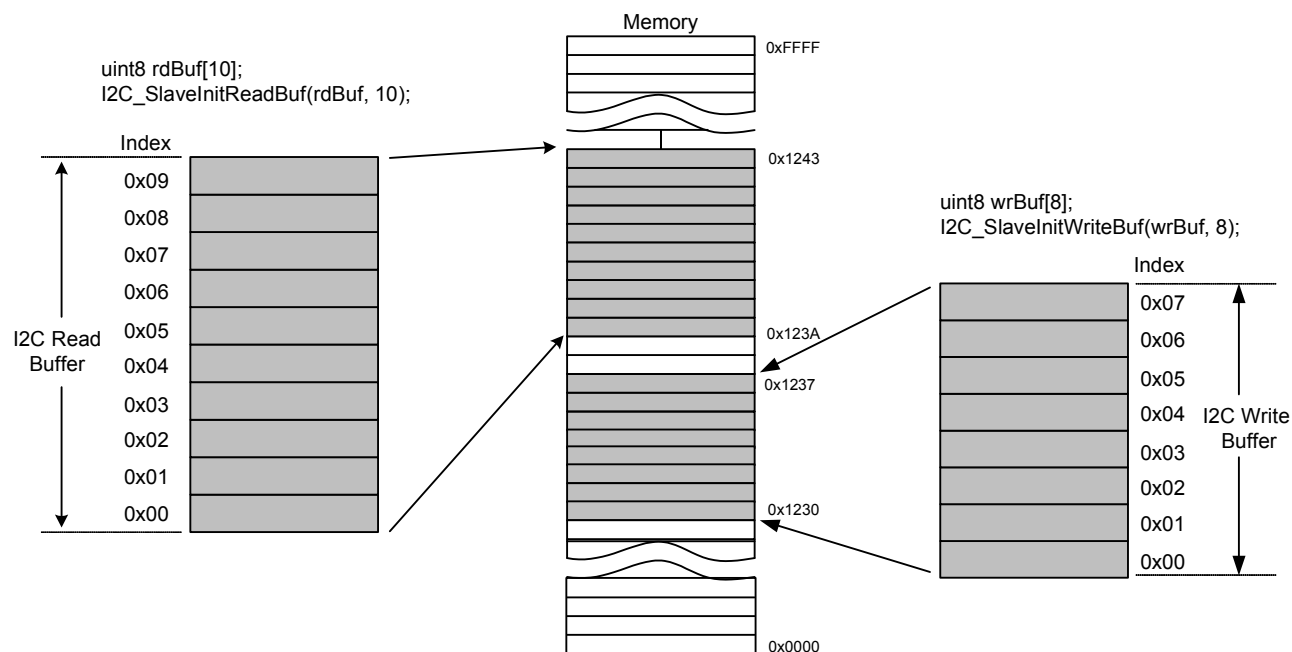 Memory
0xFFFF
uint8 rdBuf[10];
I2C_SlaveInitReadBuf(rdBuf, 10);
Index
0x09
0x08
0x07
0x06
0x05
0x04
0x03
0x02
0x01
0x00
I2C Read
Buffer
0x1243
0x123A
0x1237
0x1230
0x0000
uint8 wrBuf[8];
I2C_SlaveInitWriteBuf(wrBuf, 8);
Index
0x07
0x06
0x05
0x04
0x03
0x02
0x01
0x00
I2C Write
Buffer